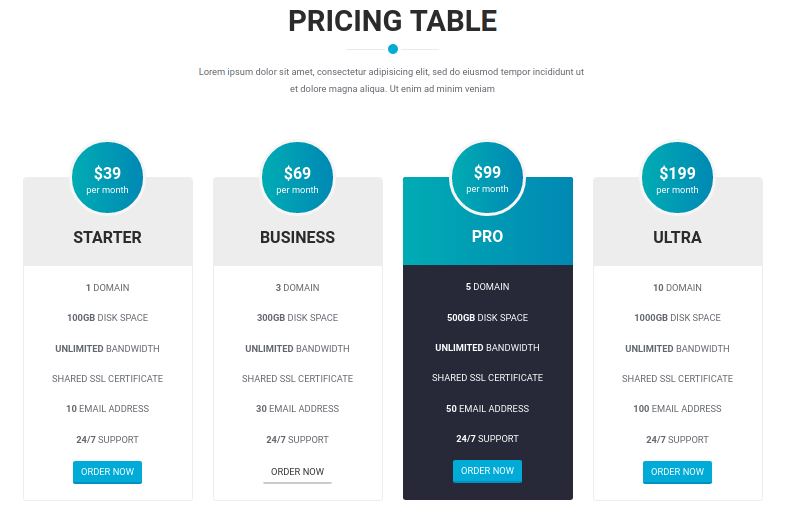 PRICING TABLE
Lorem ipsum dolor sit amet, consectetur adipisicing elit, sed do eiusmod tempor incididunt ut
et dolore magna aliqua. Ut enim ad minim veniam
$39
per month
STARTER
1 DOMAIN
100GB DISK SPACE
UNLIMITED BANDWIDTH
SHARED SSL CERTIFICATE
10 EMAIL ADDRESS
24/7 SUPPORT
ORDER NOW
$69
per month
BUSINESS
3 DOMAIN
300GB DISK SPACE
UNLIMITED BANDWIDTH
SHARED SSL CERTIFICATE
30 EMAIL ADDRESS
24/7 SUPPORT
ORDER NOW
$99
per month
PRO
5 DOMAIN
500GB DISK SPACE
UNLIMITED BANDWIDTH
SHARED SSL CERTIFICATE
50 EMAIL ADDRESS
24/7 SUPPORT
ORDER NOW
$199
per month
ULTRA
10 DOMAIN
1000GB DISK SPACE
UNLIMITED BANDWIDTH
SHARED SSL CERTIFICATE
100 EMAIL ADDRESS
24/7 SUPPORT
ORDER NOW